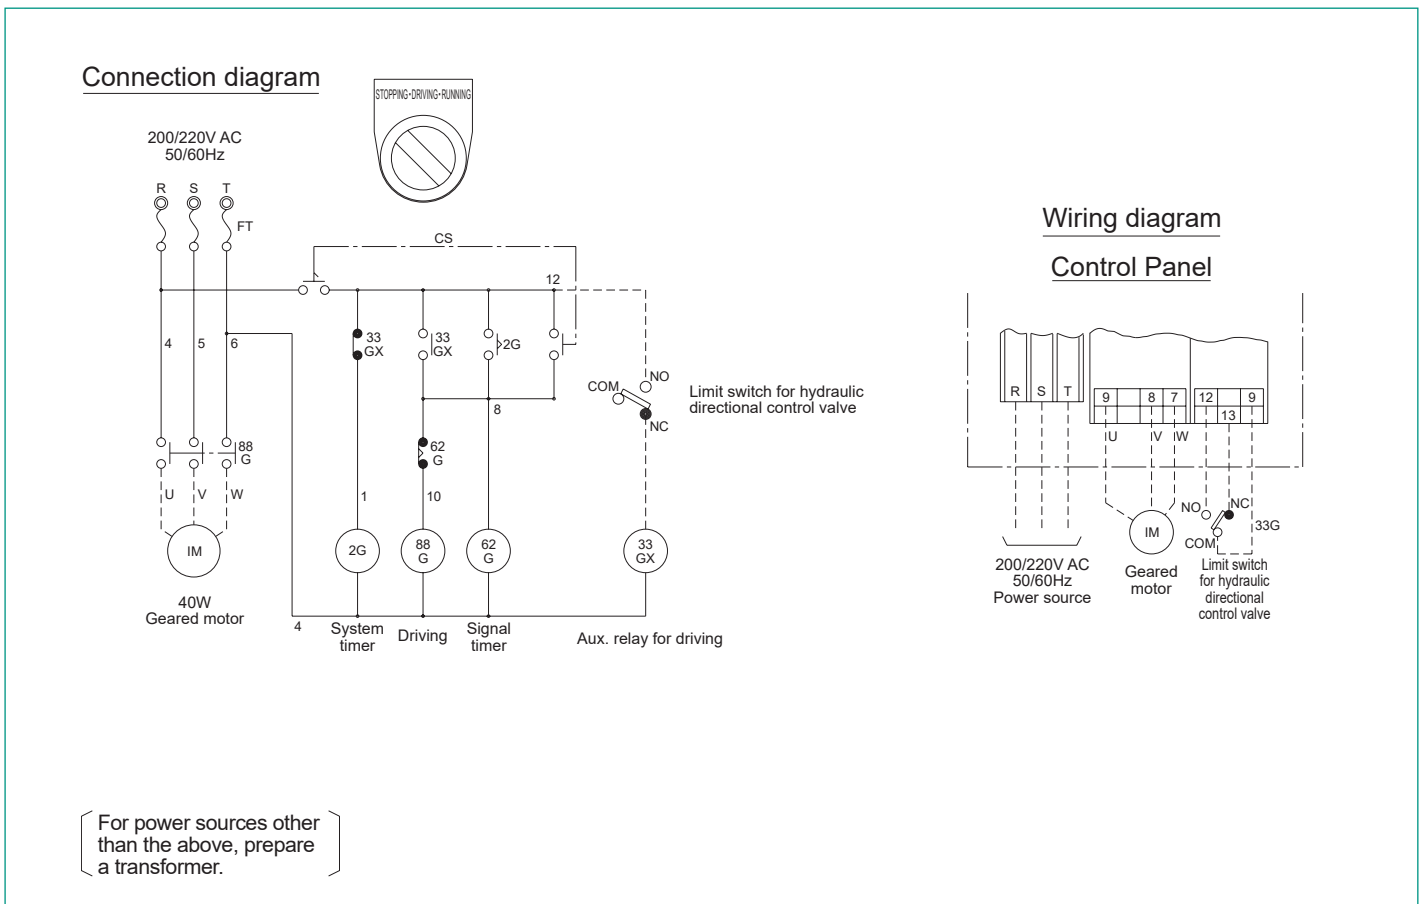 Connection diagram
STOPPING・DRIVING・RUNNING
200/220V AC
50/60Hz
R S T
FT
CS
12
4 5 6
33
GX
33
GX
2G
8
COM
NO
NC
Limit switch for hydraulic
directional control valve
88
G
62
G
U V W
1
10
IM
2G
88
G
62
G
33
GX
40W
Geared motor
4
System
timer
Driving
Signal
timer
Aux. relay for driving
Wiring diagram
Control Panel
R S T
9 8 7 12 9
13
U V W
NO
NC
33G
COM
IM
200/220V AC
50/60Hz
Power source
Geared
motor
Limit switch
for hydraulic
directional
control valve
For power sources other
than the above, prepare
a transformer.